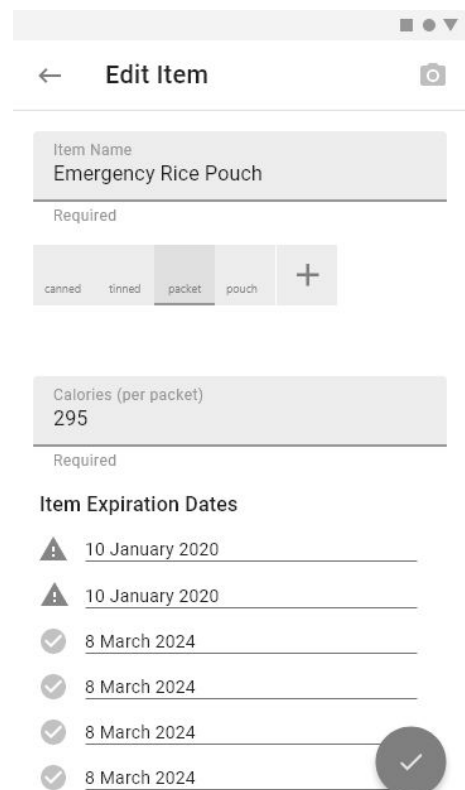 Edit Item
Item Name
Emergency Rice Pouch
Required
canned tinned packet pouch
Calories (per packet)
295
Required
Item Expiration Dates
10 January 2020
10 January 2020
8 March 2024
8 March 2024
8 March 2024
8 March 2024